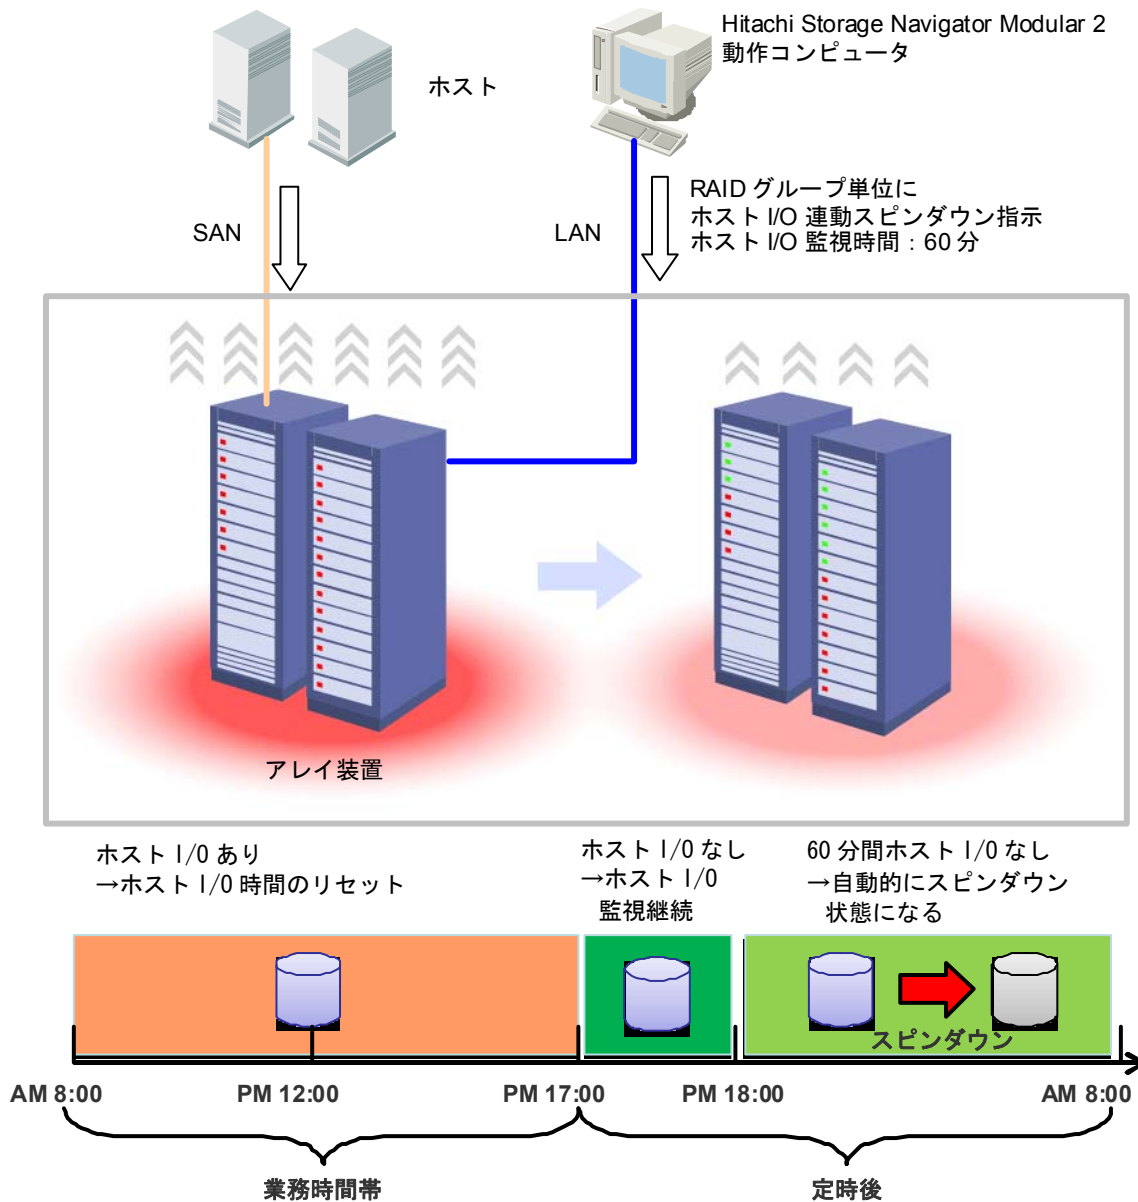 Hitachi Storage Navigator Modular 2
動作コンピュータ
ホスト
RAID グループ単位に
ホスト I/O 連動スピンダウン指示
ホスト I/O 監視時間：60 分
SAN
LAN
アレイ装置
ホスト I/0 あり
→ホスト I/0 時間のリセット
ホスト I/0 なし
→ホスト I/0
監視継続
60 分間ホスト I/0 なし
→自動的にスピンダウン
状態になる
スピンダウン
AM 8:00
PM 12:00
PM 17:00
PM 18:00
AM 8:00
業務時間帯
定時後